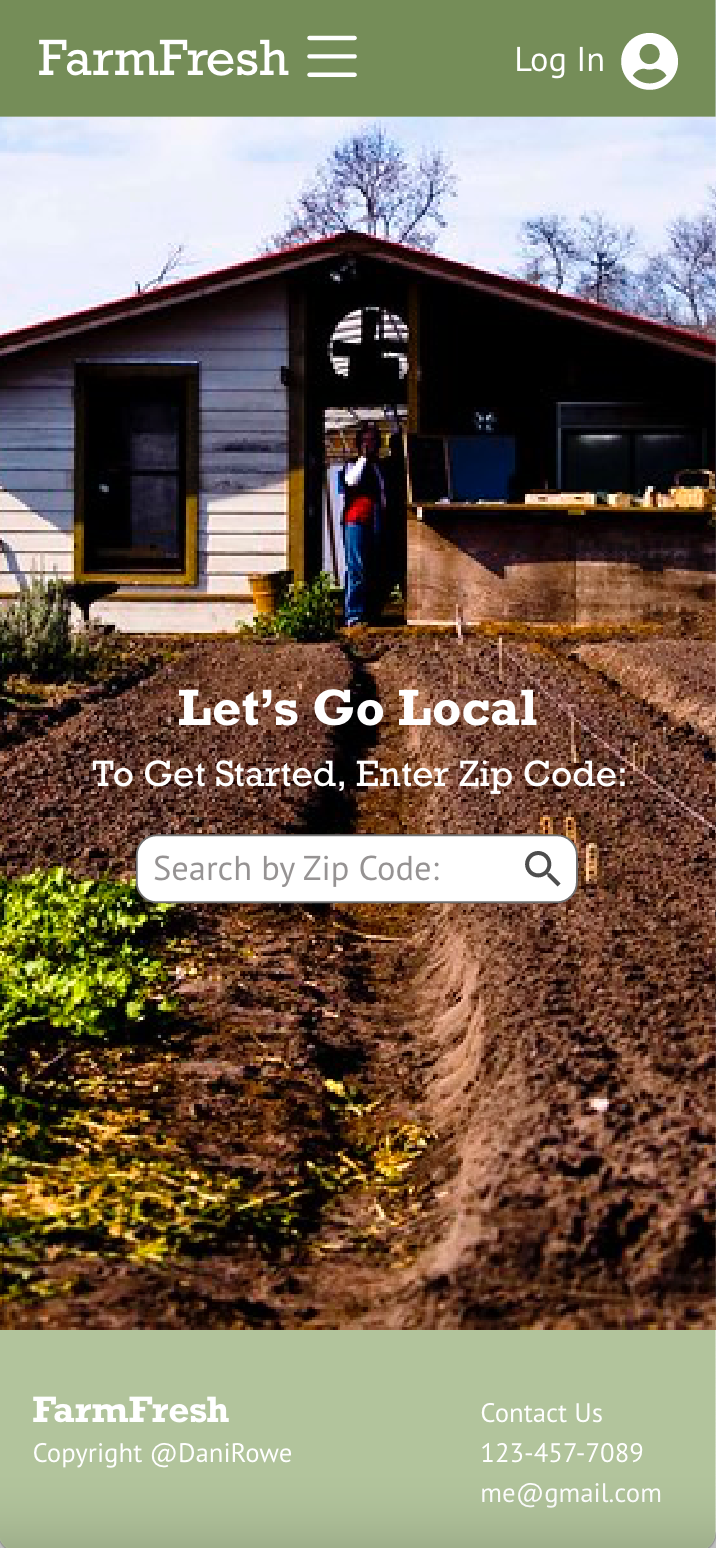 FarmFresh
Log In
Let's Go Local
To Get Started, Enter Zip Code:
Search by Zip Code:
FarmFresh
Copyright @DaniRowe
Contact Us
123-457-7089
me@gmail.com